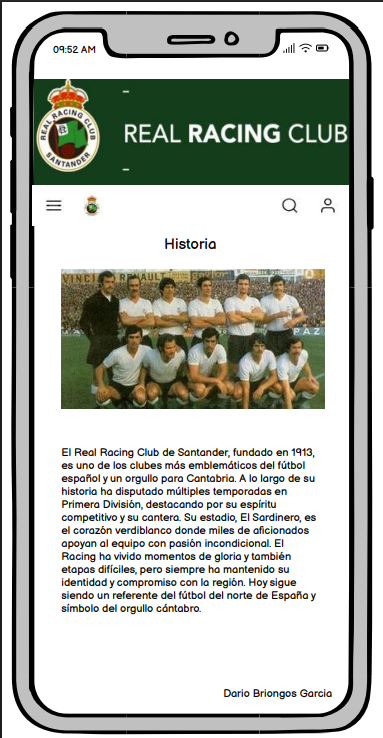 09:52 AM
REAL RACING CLUB
SANTANDER
REAL RACING CLUB
Historia
RENAULT
PAZ
El Real Racing Club de Santander, fundado en 1913,
es uno de los clubes más emblemáticos del fútbol
español y un orgullo para Cantabria. A lo largo de su
historia ha disputado múltiples temporadas en
Primera División, destacando por su espíritu
competitivo y su cantera. Su estadio, El Sardinero, es
el corazón verdiblanco donde miles de aficionados
apoyan al equipo con pasión incondicional. El
Racing ha vivido momentos de gloria y también
etapas difíciles, pero siempre ha mantenido su
identidad y compromiso con la región. Hoy sigue
siendo un referente del fútbol del norte de España y
símbolo del orgullo cántabro.
Dario Briongos Garcia